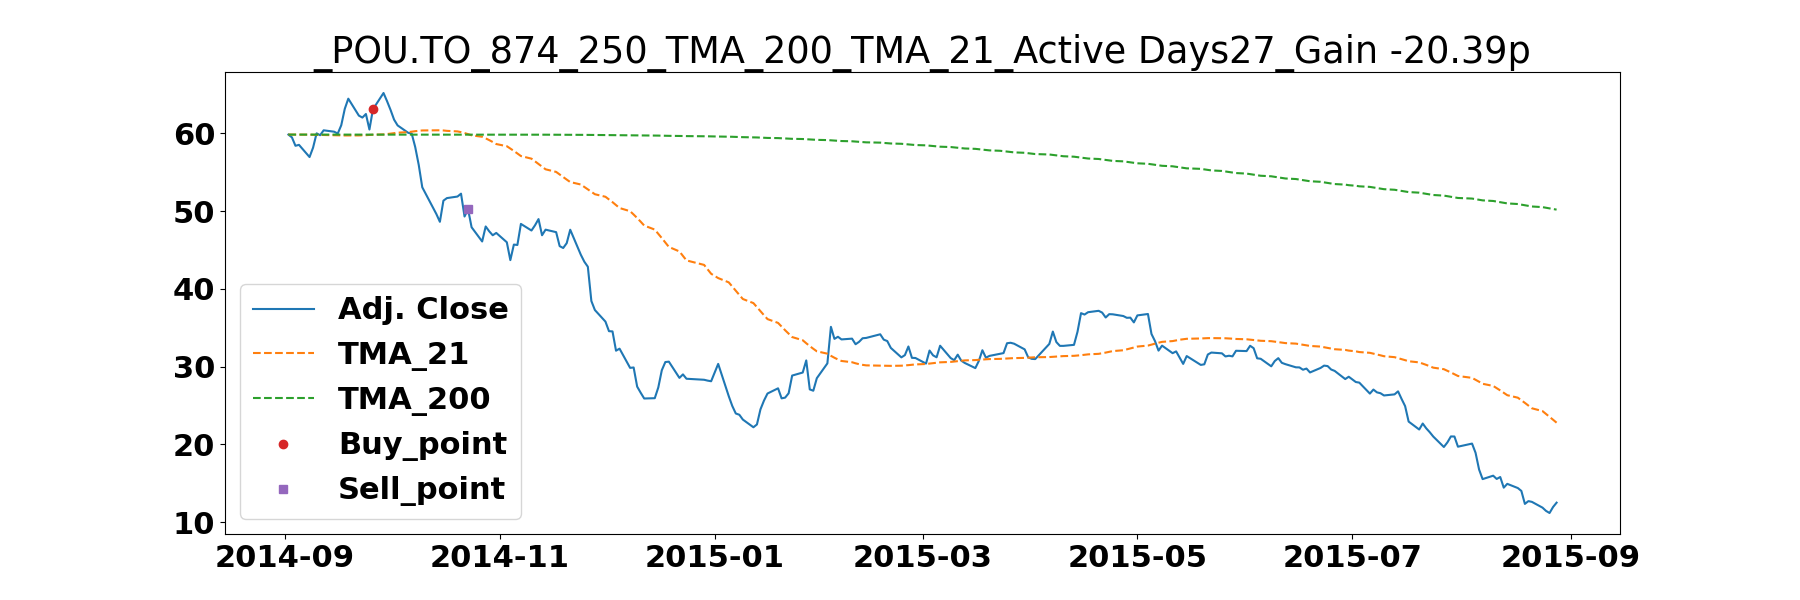 _POU.TO_874_250_TMA_200_TMA_21_Active Days27_Gain -20.39p
60
50
40
30
20
10
Adj. Close
TMA_21
TMA_200
Buy_point
Sell_point
2014-09 2014-11 2015-01 2015-03 2015-05 2015-07 2015-09